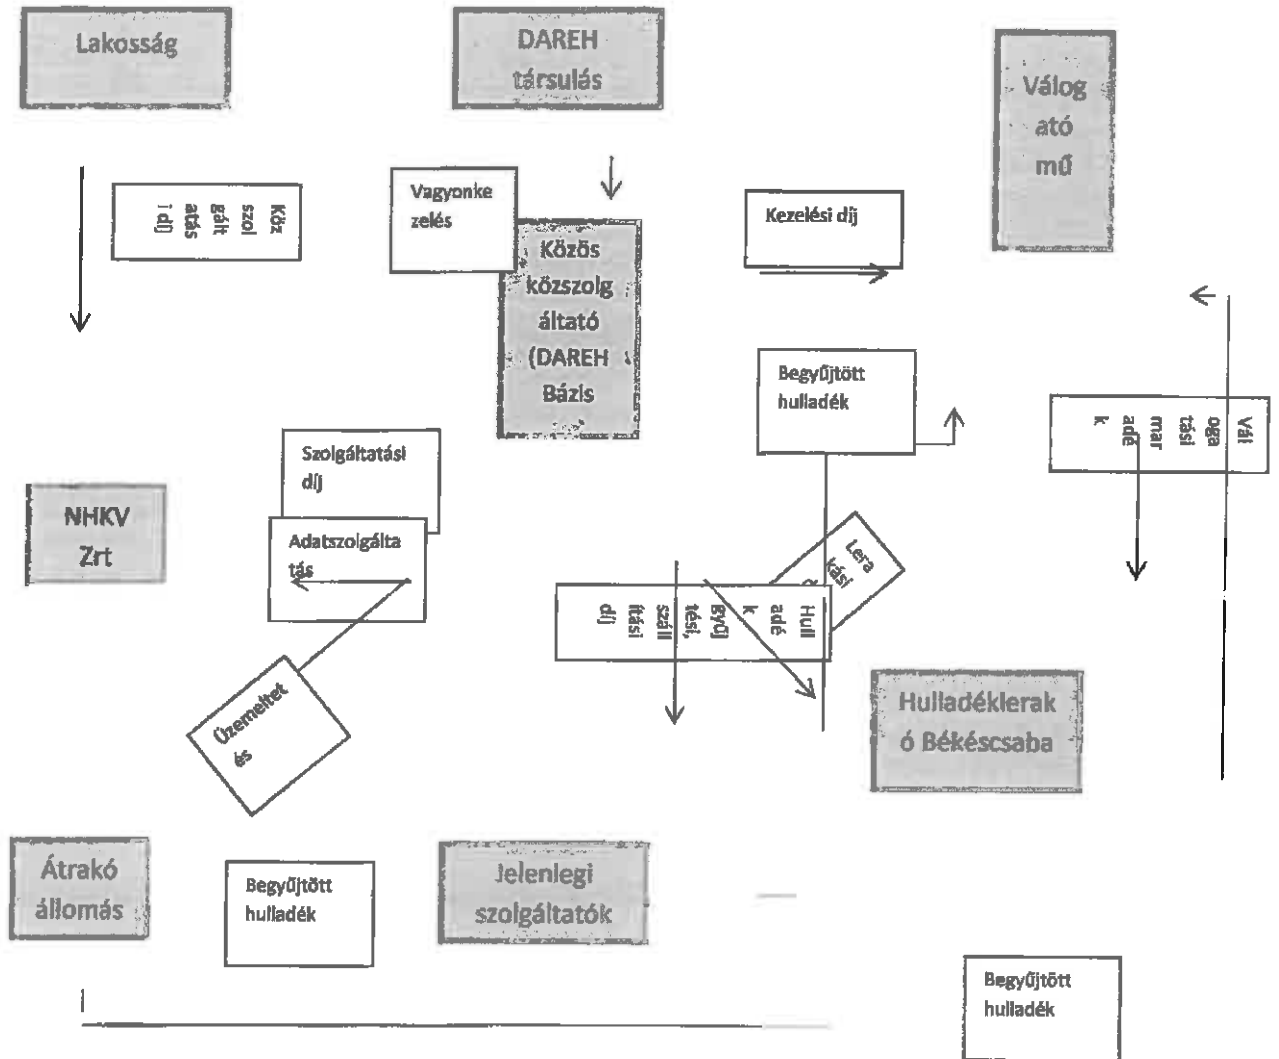 Lakosság
DAREH
társulás
Válog
ató
mű
Köz
szol
gált
atás
i díj
Vagyonke
zelés
Kezelési díj
Közös
közszolg
áltató
(DAREH
Bázis
Begyűjtött
hulladék
Vál
oga
tási
mar
adé
k
Szolgáltatási
díj
NHKV
Zrt
Adatszolgálta
tás
Lera
kási
Hull
adé
k
gyűj
tési,
száll
ítási
díj
Üzemeltet
és
Hulladéklerak
ó Békéscsaba
Átrakó
állomás
Begyűjtött
hulladék
Jelenlegi
szolgáltatók
Begyűjtött
hulladék